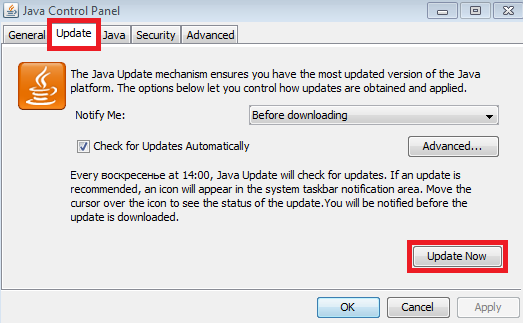 Java Control Panel
General Update Java Security Advanced
The Java Update mechanism ensures you have the most updated version of the Java
platform. The options below let you control how updates are obtained and applied.
Notify Me: Before downloading
Check for Updates Automatically Advanced...
Every воскресенье at 14:00, Java Update will check for updates. If an update is
recommended, an icon will appear in the system taskbar notification area. Move the
cursor over the icon to see the status of the update.You will be notified before the
update is downloaded.
Update Now
OK Cancel Apply